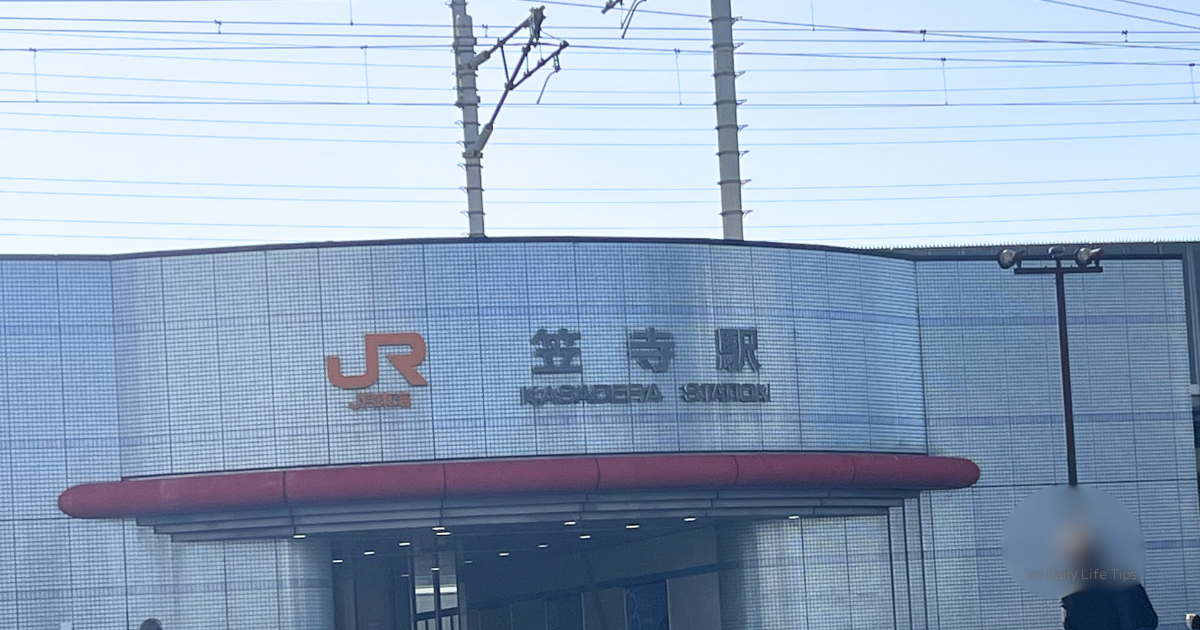 JR
JR東海
笠寺駅
KASADERA STATION
Daily Life Tips